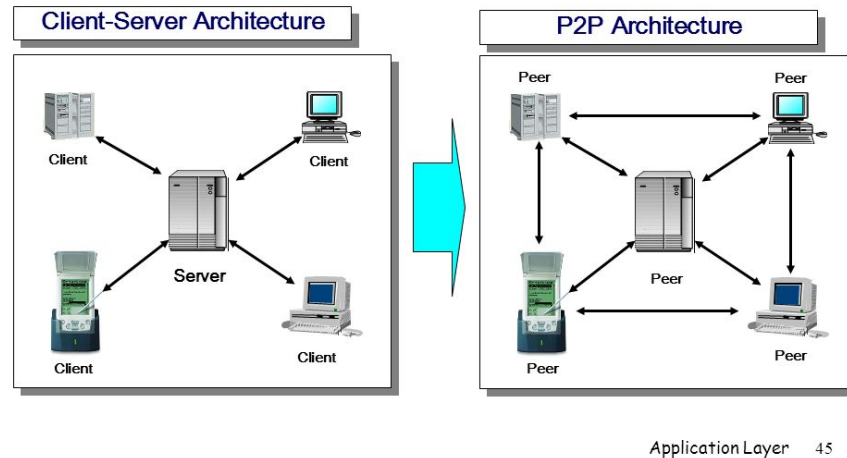 Client-Server Architecture
Client
Client
Server
Client
Client
P2P Architecture
Peer
Peer
Peer
Peer
Peer
Application Layer 45